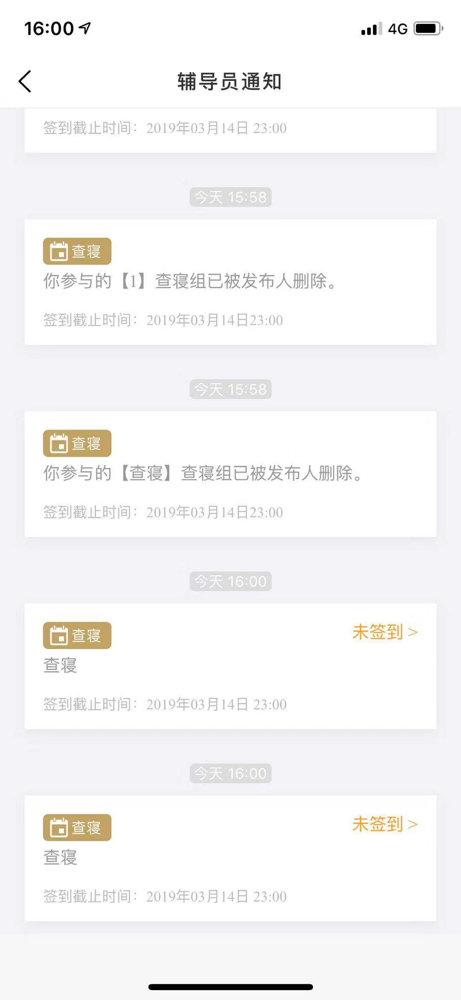 16:00
4G
辅导员通知
签到截止时间：2019年03月14日 23:00
今天 15:58
查寝
你参与的【1】查寝组已被发布人删除。
签到截止时间：2019年03月14日23:00
今天 15:58
查寝
你参与的【查寝】查寝组已被发布人删除。
签到截止时间：2019年03月14日23:00
今天 16:00
查寝
未签到 >
查寝
签到截止时间：2019年03月14日 23:00
今天 16:00
查寝
未签到 >
查寝
签到截止时间：2019年03月14日 23:00